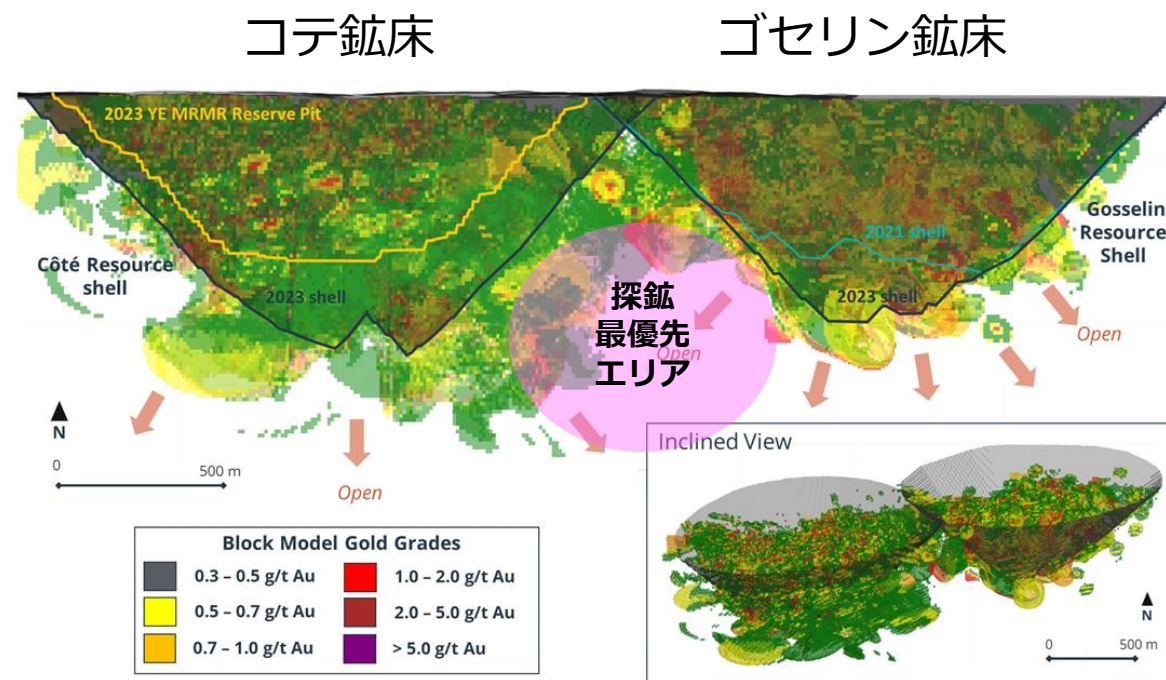 コテ鉱床
ゴセリン鉱床
2023 YE MRMR Reserve Pit
Côté Resource
shell
2023 shell
探鉱
最優先
エリア
Open
2021 shell
2023 shell
Gosselin
Resource
Shell
Open
N
0
500 m
Open
Block Model Gold Grades
0.3 – 0.5 g/t Au
1.0 – 2.0 g/t Au
0.5 – 0.7 g/t Au
2.0 – 5.0 g/t Au
0.7 – 1.0 g/t Au
> 5.0 g/t Au
Inclined View
N
0
500 m